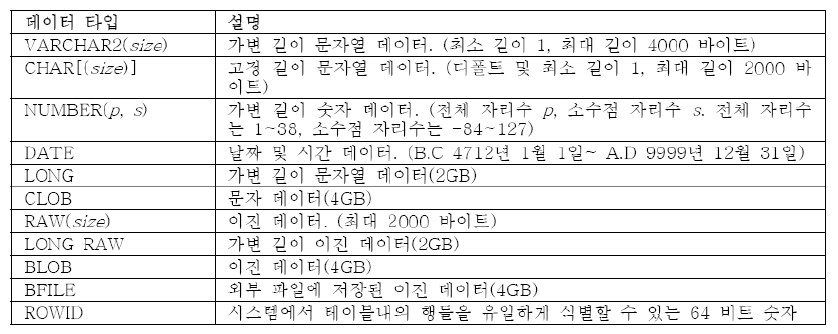 데이터 타입 설명
VARCHAR2(size) 가변 길이 문자열 데이터. (최소 길이 1, 최대 길이 4000 바이트)
CHAR[(size)] 고정 길이 문자열 데이터. (디폴트 및 최소 길이 1, 최대 길이 2000 바
이트)
NUMBER(p, s) 가변 길이 숫자 데이터. (전체 자리수 p, 소수점 자리수 s. 전체 자리수
는 1~38, 소수점 자리수는 -84~127)
DATE 날짜 및 시간 데이터. (B.C 4712년 1월 1일~ A.D 9999년 12월 31일)
LONG 가변 길이 문자열 데이터(2GB)
CLOB 문자 데이터(4GB)
RAW(size) 이진 데이터. (최대 2000 바이트)
LONG RAW 가변 길이 이진 데이터(2GB)
BLOB 이진 데이터(4GB)
BFILE 외부 파일에 저장된 이진 데이터(4GB)
ROWID 시스템에서 테이블내의 행들을 유일하게 식별할 수 있는 64 비트 숫자